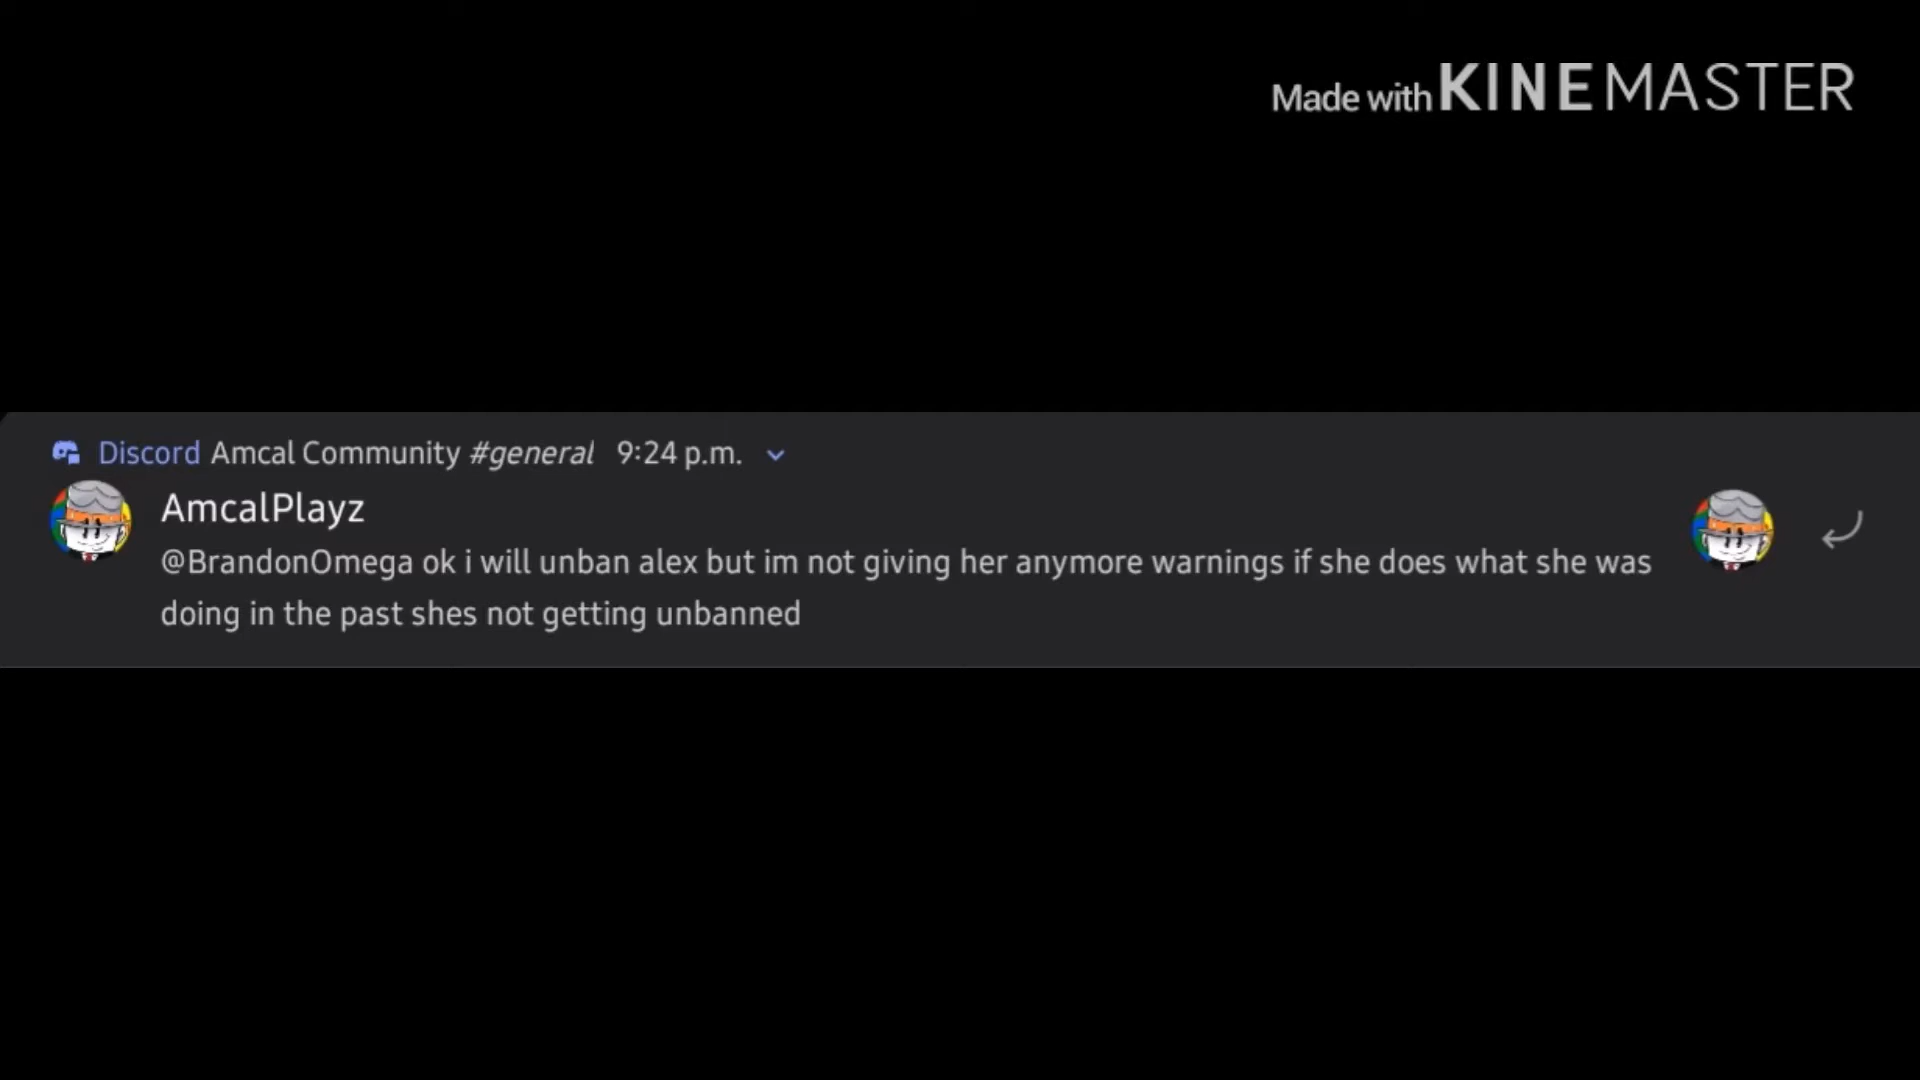 Made with KINEMASTER
Discord Amcal Community #general 9:24 p.m.
AmcalPlayz
@BrandonOmega ok i will unban alex but im not giving her anymore warnings if she does what she was
doing in the past shes not getting unbanned